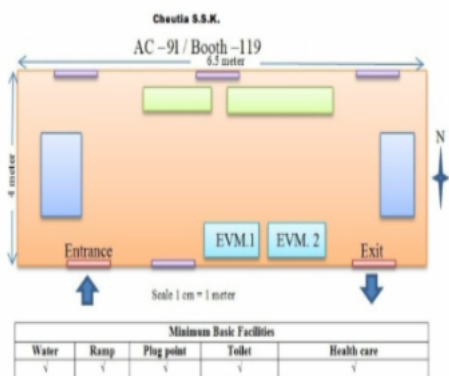 Cheutia S.S.K.
AC –91 / Booth –119
6.5 meter
4 meter
N
EVM.1 EVM. 2
Entrance Exit
Scale 1 cm = 1 meter
Minimum Basic Facilities
Water Ramp Plug point Toilet Health care
√ √ √ √ √